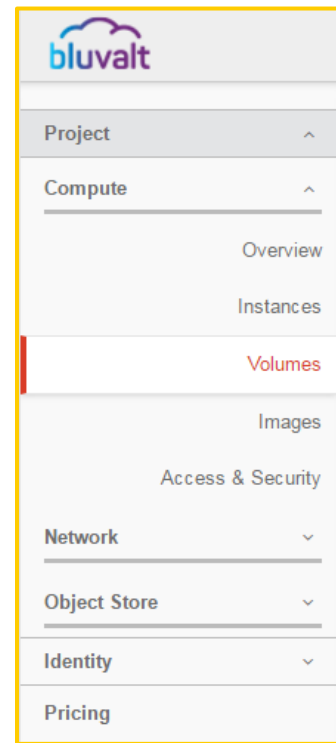 bluvalt
Project
Compute
Overview
Instances
Volumes
Images
Access & Security
Network
Object Store
Identity
Pricing